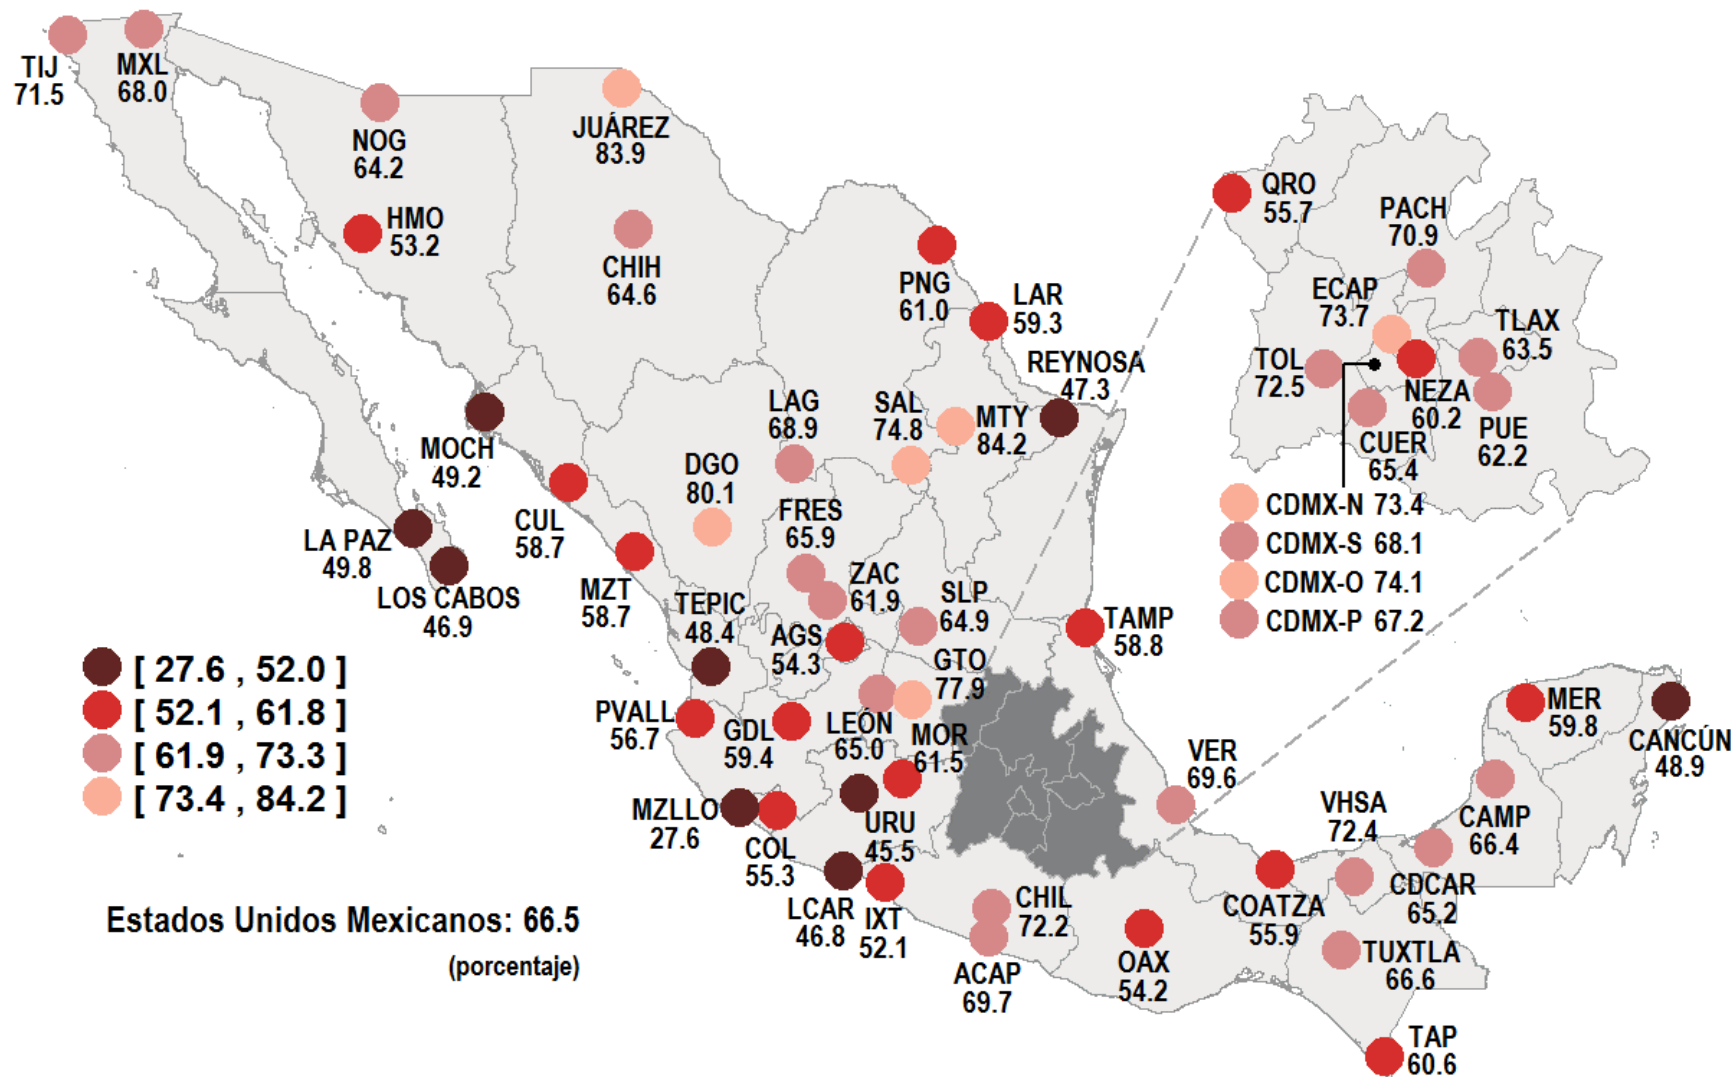 TIJ
71.5
MXL
68.0
NOG
64.2
HMO
53.2
JUÁREZ
83.9
CHIH
64.6
PNG
61.0
LAR
59.3
REYNOSA
47.3
MOCH
49.2
LAG
68.9
SAL
74.8
MTY
84.2
DGO
80.1
CUL
58.7
FRES
65.9
LA PAZ
49.8
LOS CABOS
46.9
MZT
58.7
ZAC
61.9
SLP
64.9
TEPIC
48.4
AGS
54.3
TAMP
58.8
GTO
77.9
PVALL
56.7
GDL
59.4
LEÓN
65.0
MOR
61.5
MZLLO
27.6
COL
55.3
URU
45.5
LCAR
46.8
IXT
52.1
CHIL
72.2
ACAP
69.7
OAX
54.2
VER
69.6
COATZA
55.9
VHSA
72.4
CDCAR
65.2
CAMP
66.4
MER
59.8
CANCÚN
48.9
TUXTLA
66.6
TAP
60.6
QRO
55.7
PACH
70.9
ECAP
73.7
TLAX
63.5
TOL
72.5
NEZA
60.2
CUER
65.4
PUE
62.2
CDMX-N 73.4
CDMX-S 68.1
CDMX-O 74.1
CDMX-P 67.2
[ 27.6 , 52.0 ]
[ 52.1 , 61.8 ]
[ 61.9 , 73.3 ]
[ 73.4 , 84.2 ]
Estados Unidos Mexicanos: 66.5
(porcentaje)